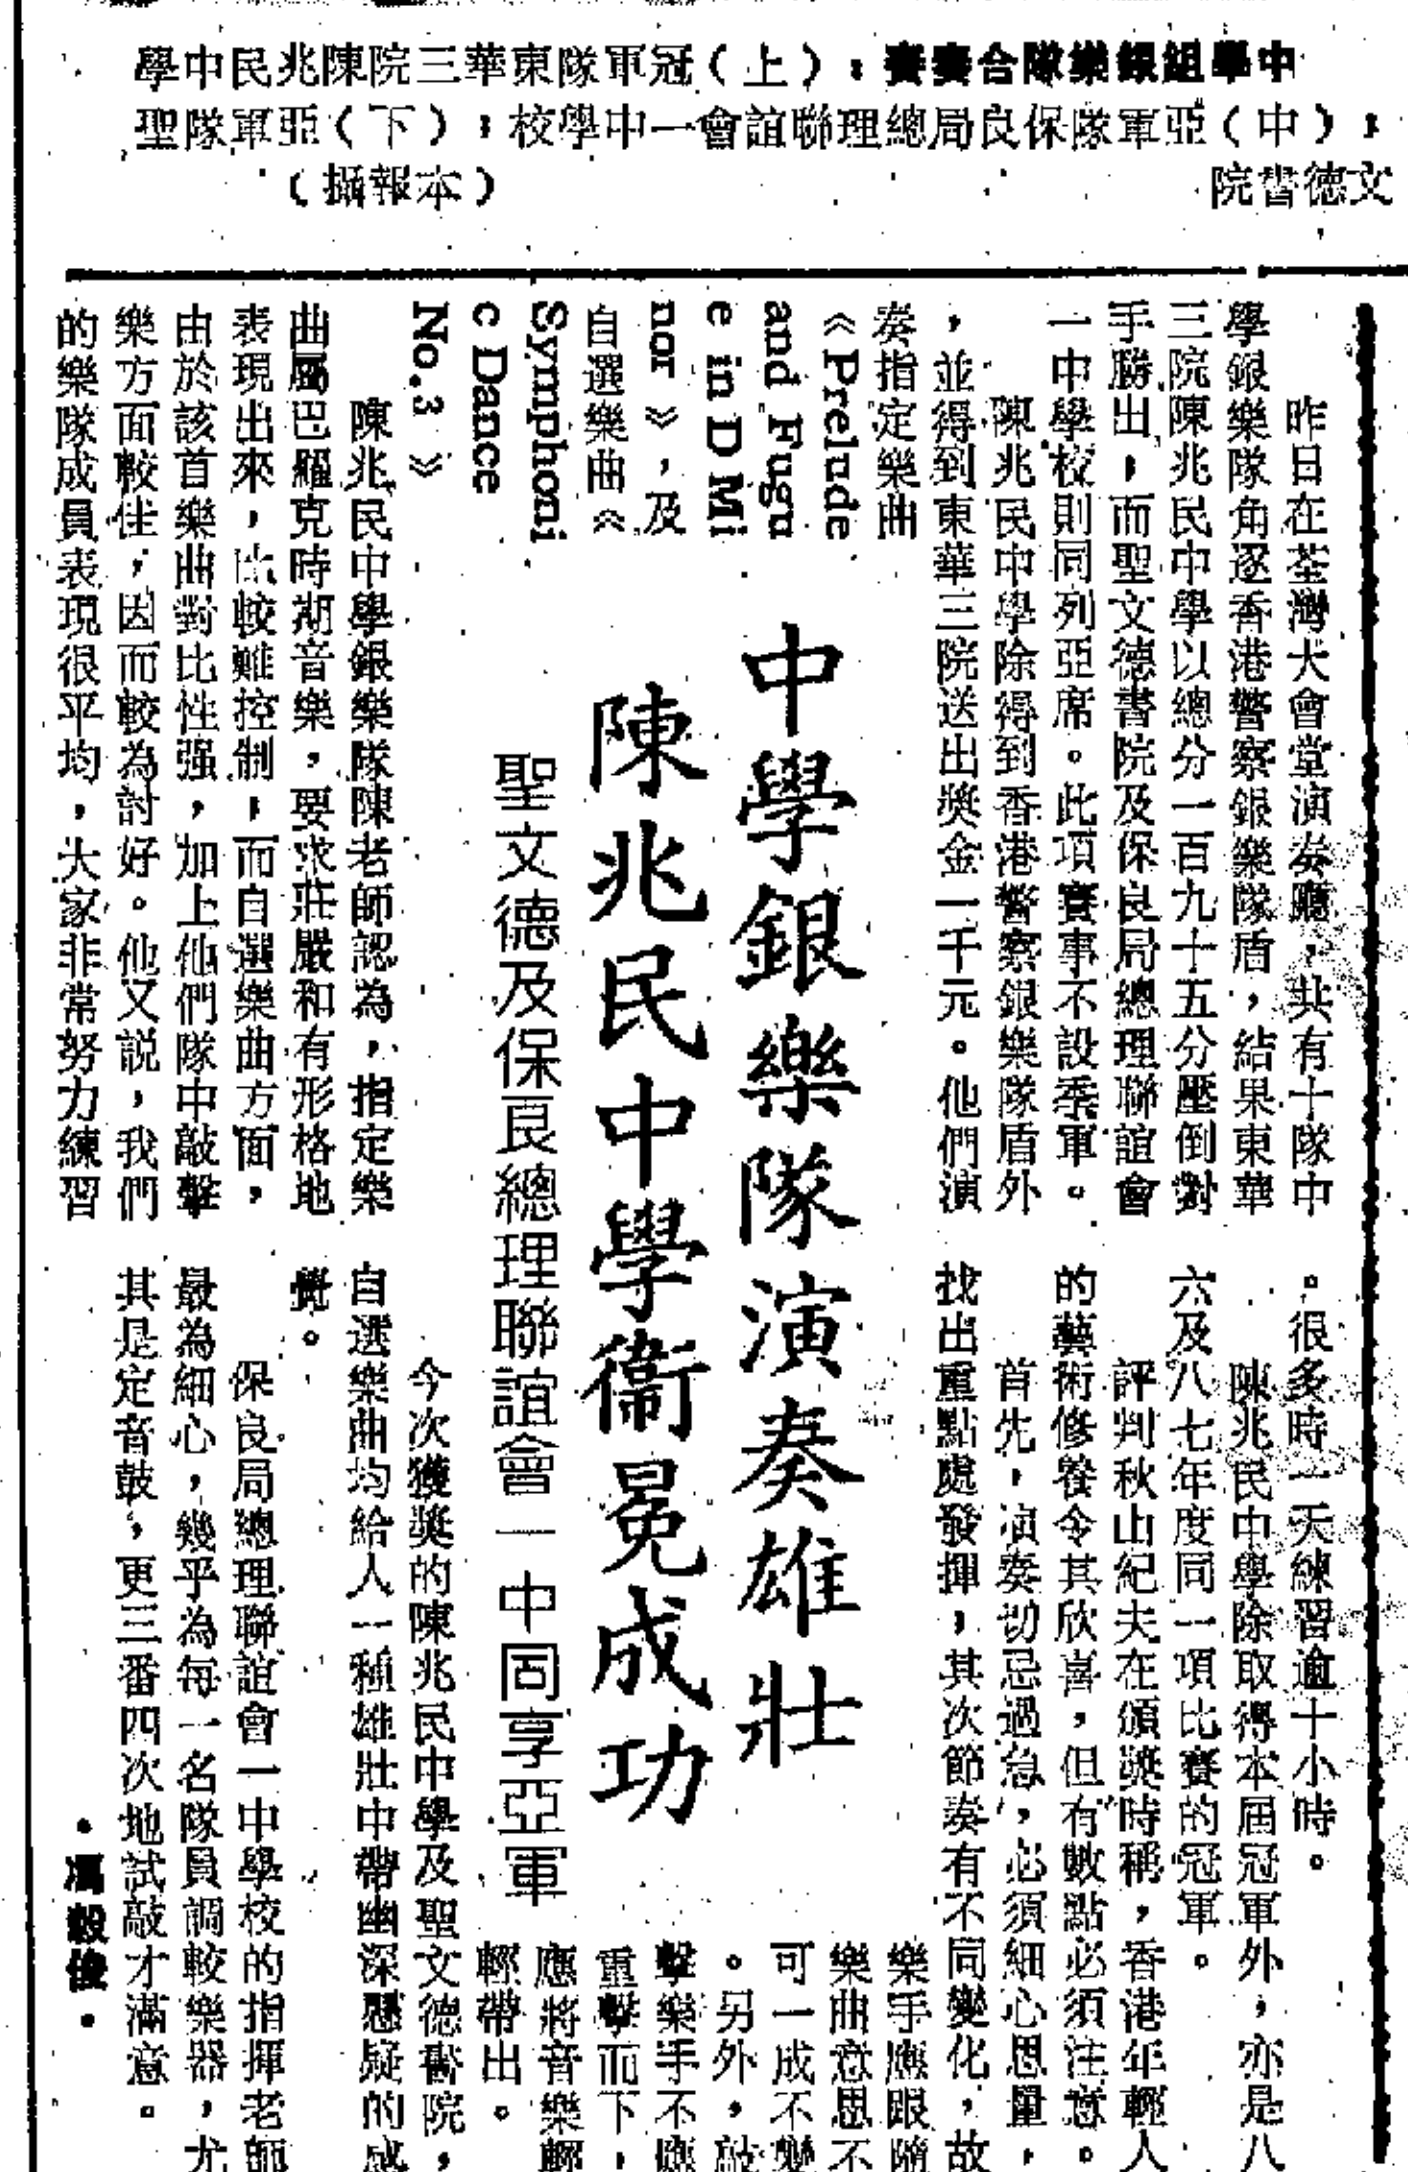 中學組銀樂隊合奏賽：（上）冠軍隊東華三院陳兆民中學
；（中）亞軍隊保良局總理聯誼會一中學校；（下）亞軍隊聖
文德書院　（本報攝）
中學銀樂隊演奏雄壯
陳兆民中學衞冕成功
聖文德及保良總理聯誼會一中同享亞軍
昨日在荃灣大會堂演奏廳，共有十隊中
學銀樂隊角逐香港警察銀樂隊盾，結果東華
三院陳兆民中學以總分一百九十五分壓倒對
手勝出，而聖文德書院及保良局總理聯誼會
一中學校則同列亞席。此項賽事不設季軍。
陳兆民中學除得到香港警察銀樂隊盾外
，並得到東華三院送出獎金一千元。他們演
奏指定樂曲
《Prelude
and Fugu
e in D Mi
nor》，及
自選樂曲《
Symphoni
c Dance
No.3》
陳兆民中學銀樂隊陳老師認為，指定樂
曲屬巴羅克時期音樂，要求莊嚴和有形格地
表現出來，比較難控制，而自選樂曲方面，
由於該首樂曲對比性强，加上他們隊中敲擊
樂方面較佳，因而較為討好。他又説，我們
的樂隊成員表現很平均，大家非常努力練習
。很多時一天練習逾十小時。
陳兆民中學除取得本屆冠軍外，亦是八
六及八七年度同一項比賽的冠軍。
評判秋山紀夫在頒獎時稱，香港年輕人
的藝術修養令其欣喜，但有數點必須注意。
首先，演奏切忌過急，必須細心思量，
找出重點處發揮，其次節奏有不同變化，故
樂手應跟隨
樂曲意思不
可一成不變
。另外，敲
擊樂手不應
重擊而下，
應將音樂輕
輕帶出。
今次獲獎的陳兆民中學及聖文德書院，
自選樂曲均給人一種雄壯中帶幽深懸疑的感
覺。
保良局總理聯誼會一中學校的指揮老師
最為細心，幾乎為每一名隊員調較樂器，尤
其是定音鼓，更三番四次地試敲才滿意。
・馮毅俊・